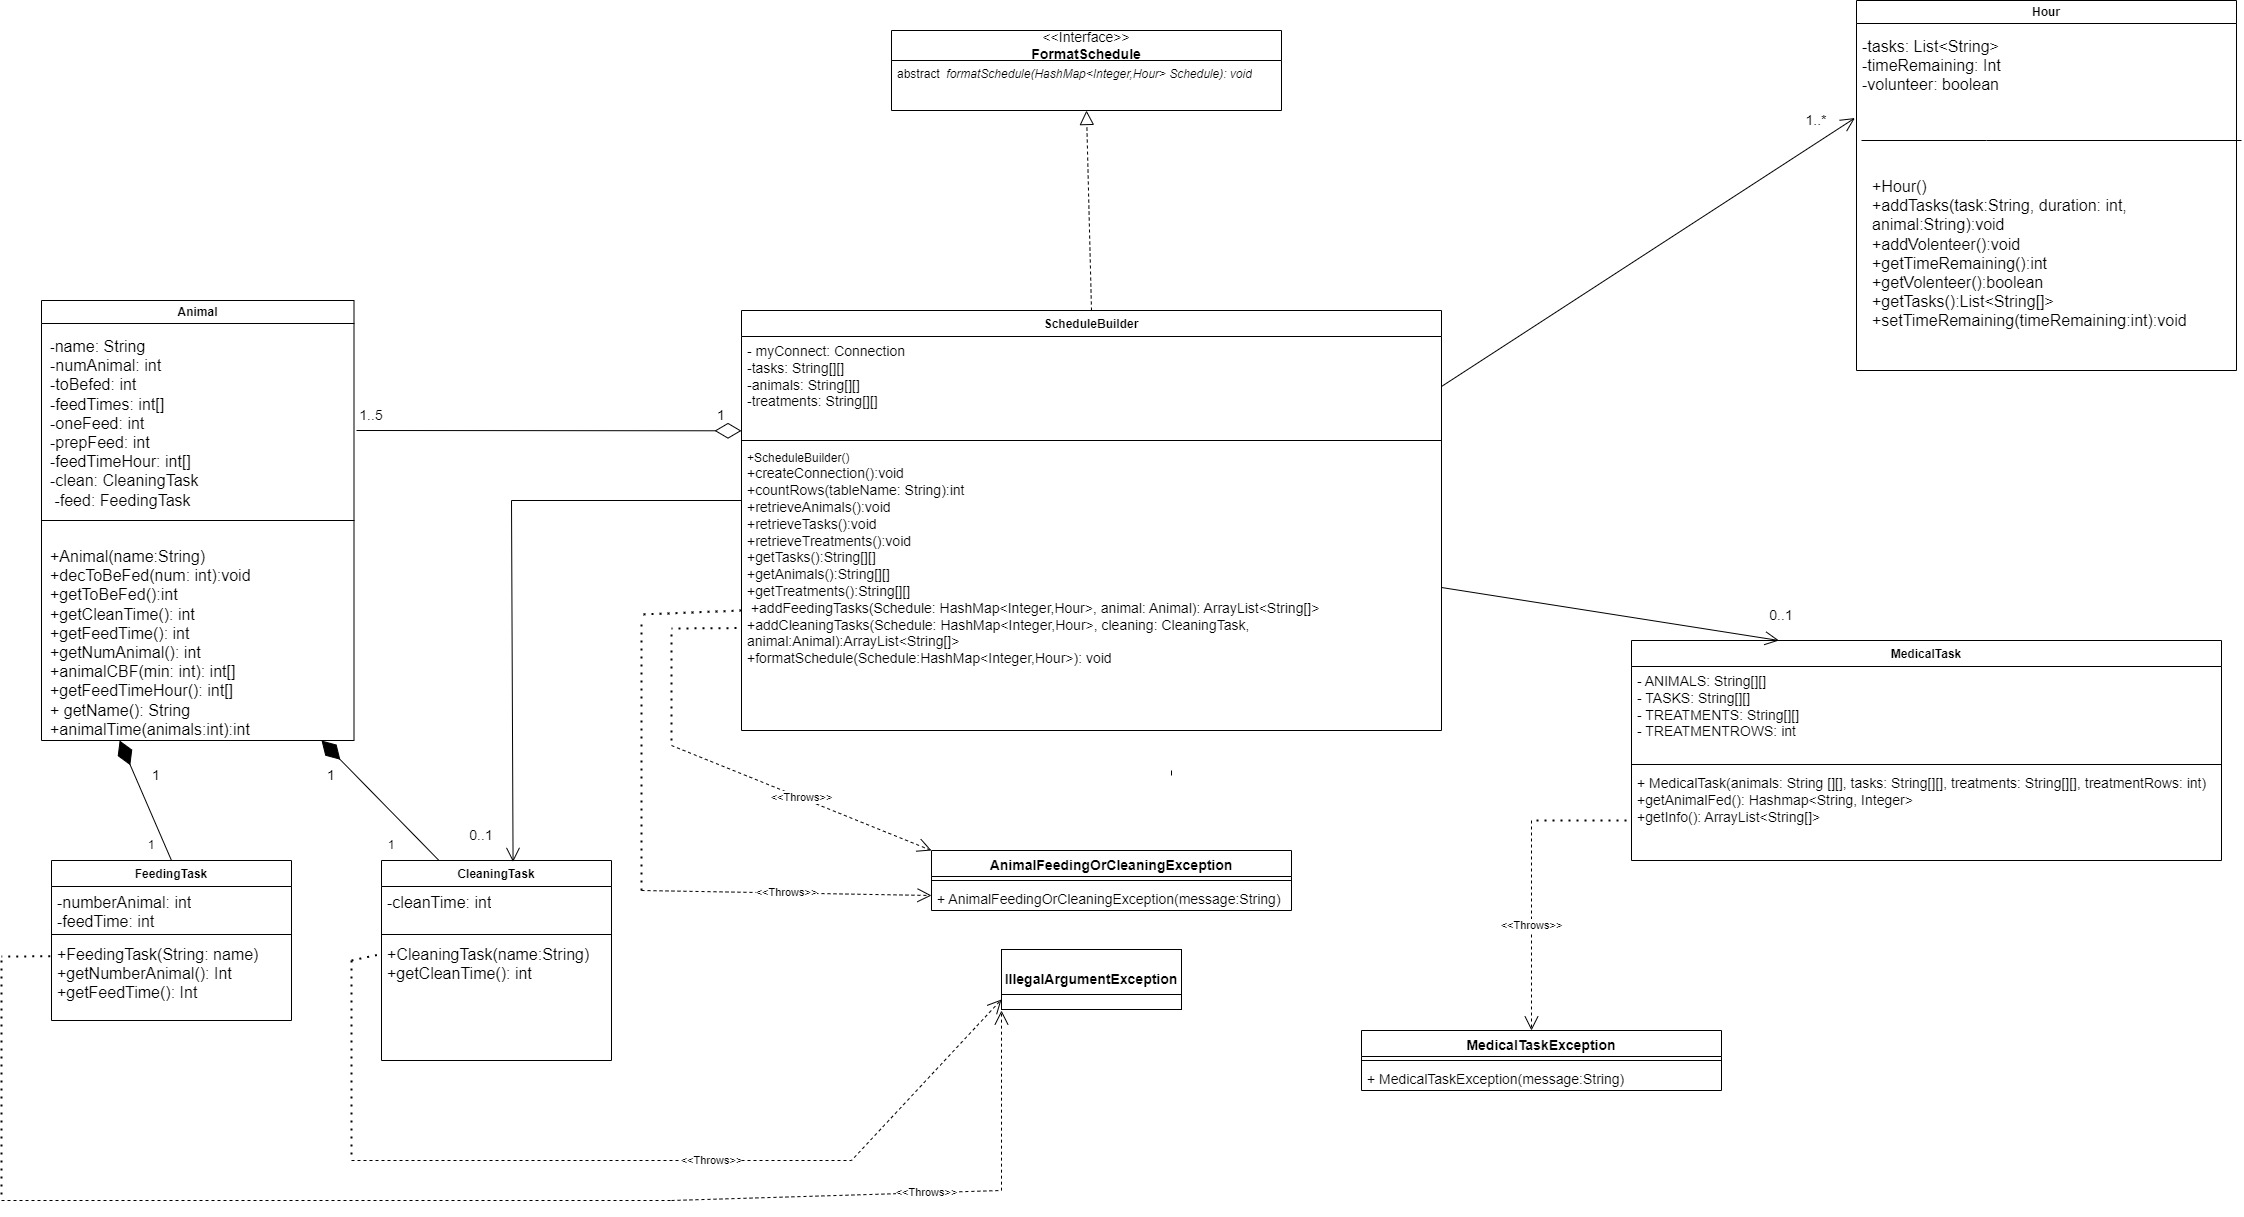 <<Interface>>
FormatSchedule
abstract  formatSchedule(HashMap<Integer,Hour> Schedule): void
Hour
-tasks: List<String>
-timeRemaining: Int
-volunteer: boolean
+Hour()
+addTasks(task:String, duration: int,
animal:String):void
+addVolenteer():void
+getTimeRemaining():int
+getVolenteer():boolean
+getTasks():List<String[]>
+setTimeRemaining(timeRemaining:int):void
1..*
Animal
-name: String
-numAnimal: int
-toBefed: int
-feedTimes: int[]
-oneFeed: int
-prepFeed: int
-feedTimeHour: int[]
-clean: CleaningTask
-feed: FeedingTask
+Animal(name:String)
+decToBeFed(num: int):void
+getToBeFed():int
+getCleanTime(): int
+getFeedTime(): int
+getNumAnimal(): int
+animalCBF(min: int): int[]
+getFeedTimeHour(): int[]
+ getName(): String
+animalTime(animals:int):int
1..5
1
ScheduleBuilder
- myConnect: Connection
-tasks: String[][]
-animals: String[][]
-treatments: String[][]
+ScheduleBuilder()
+createConnection():void
+countRows(tableName: String):int
+retrieveAnimals():void
+retrieveTasks():void
+retrieveTreatments():void
+getTasks():String[][]
+getAnimals():String[][]
+getTreatments():String[][]
+addFeedingTasks(Schedule: HashMap<Integer,Hour>, animal: Animal): ArrayList<String[]>
+addCleaningTasks(Schedule: HashMap<Integer,Hour>, cleaning: CleaningTask,
animal:Animal):ArrayList<String[]>
+formatSchedule(Schedule:HashMap<Integer,Hour>): void
0..1
MedicalTask
- ANIMALS: String[][]
- TASKS: String[][]
- TREATMENTS: String[][]
- TREATMENTROWS: int
+ MedicalTask(animals: String [][], tasks: String[][], treatments: String[][], treatmentRows: int)
+getAnimalFed(): Hashmap<String, Integer>
+getInfo(): ArrayList<String[]>
1
1
<<Throws>>
0..1
1
1
FeedingTask
-numberAnimal: int
-feedTime: int
+FeedingTask(String: name)
+getNumberAnimal(): Int
+getFeedTime(): Int
CleaningTask
-cleanTime: int
+CleaningTask(name:String)
+getCleanTime(): int
<<Throws>>
AnimalFeedingOrCleaningException
+ AnimalFeedingOrCleaningException(message:String)
<<Throws>>
IllegalArgumentException
MedicalTaskException
+ MedicalTaskException(message:String)
<<Throws>>
<<Throws>>